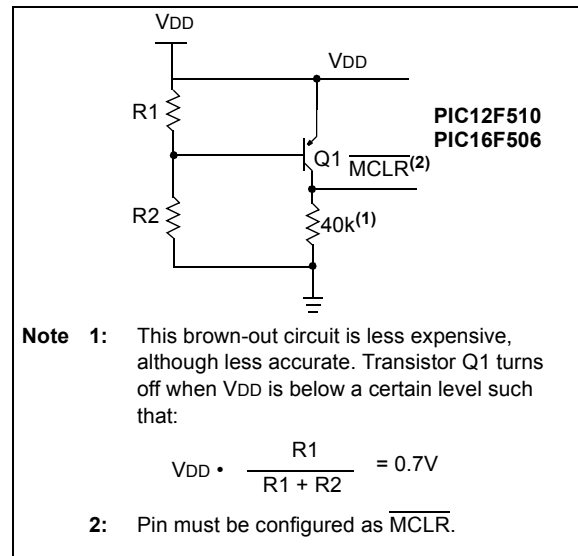 VDD
VDD
R1
PIC12F510
PIC16F506
Q1 MCLR(2)
R2
40k(1)
Note 1: This brown-out circuit is less expensive,
although less accurate. Transistor Q1 turns
off when VDD is below a certain level such
that:
VDD • R1 / R1 + R2 = 0.7V
2: Pin must be configured as MCLR.